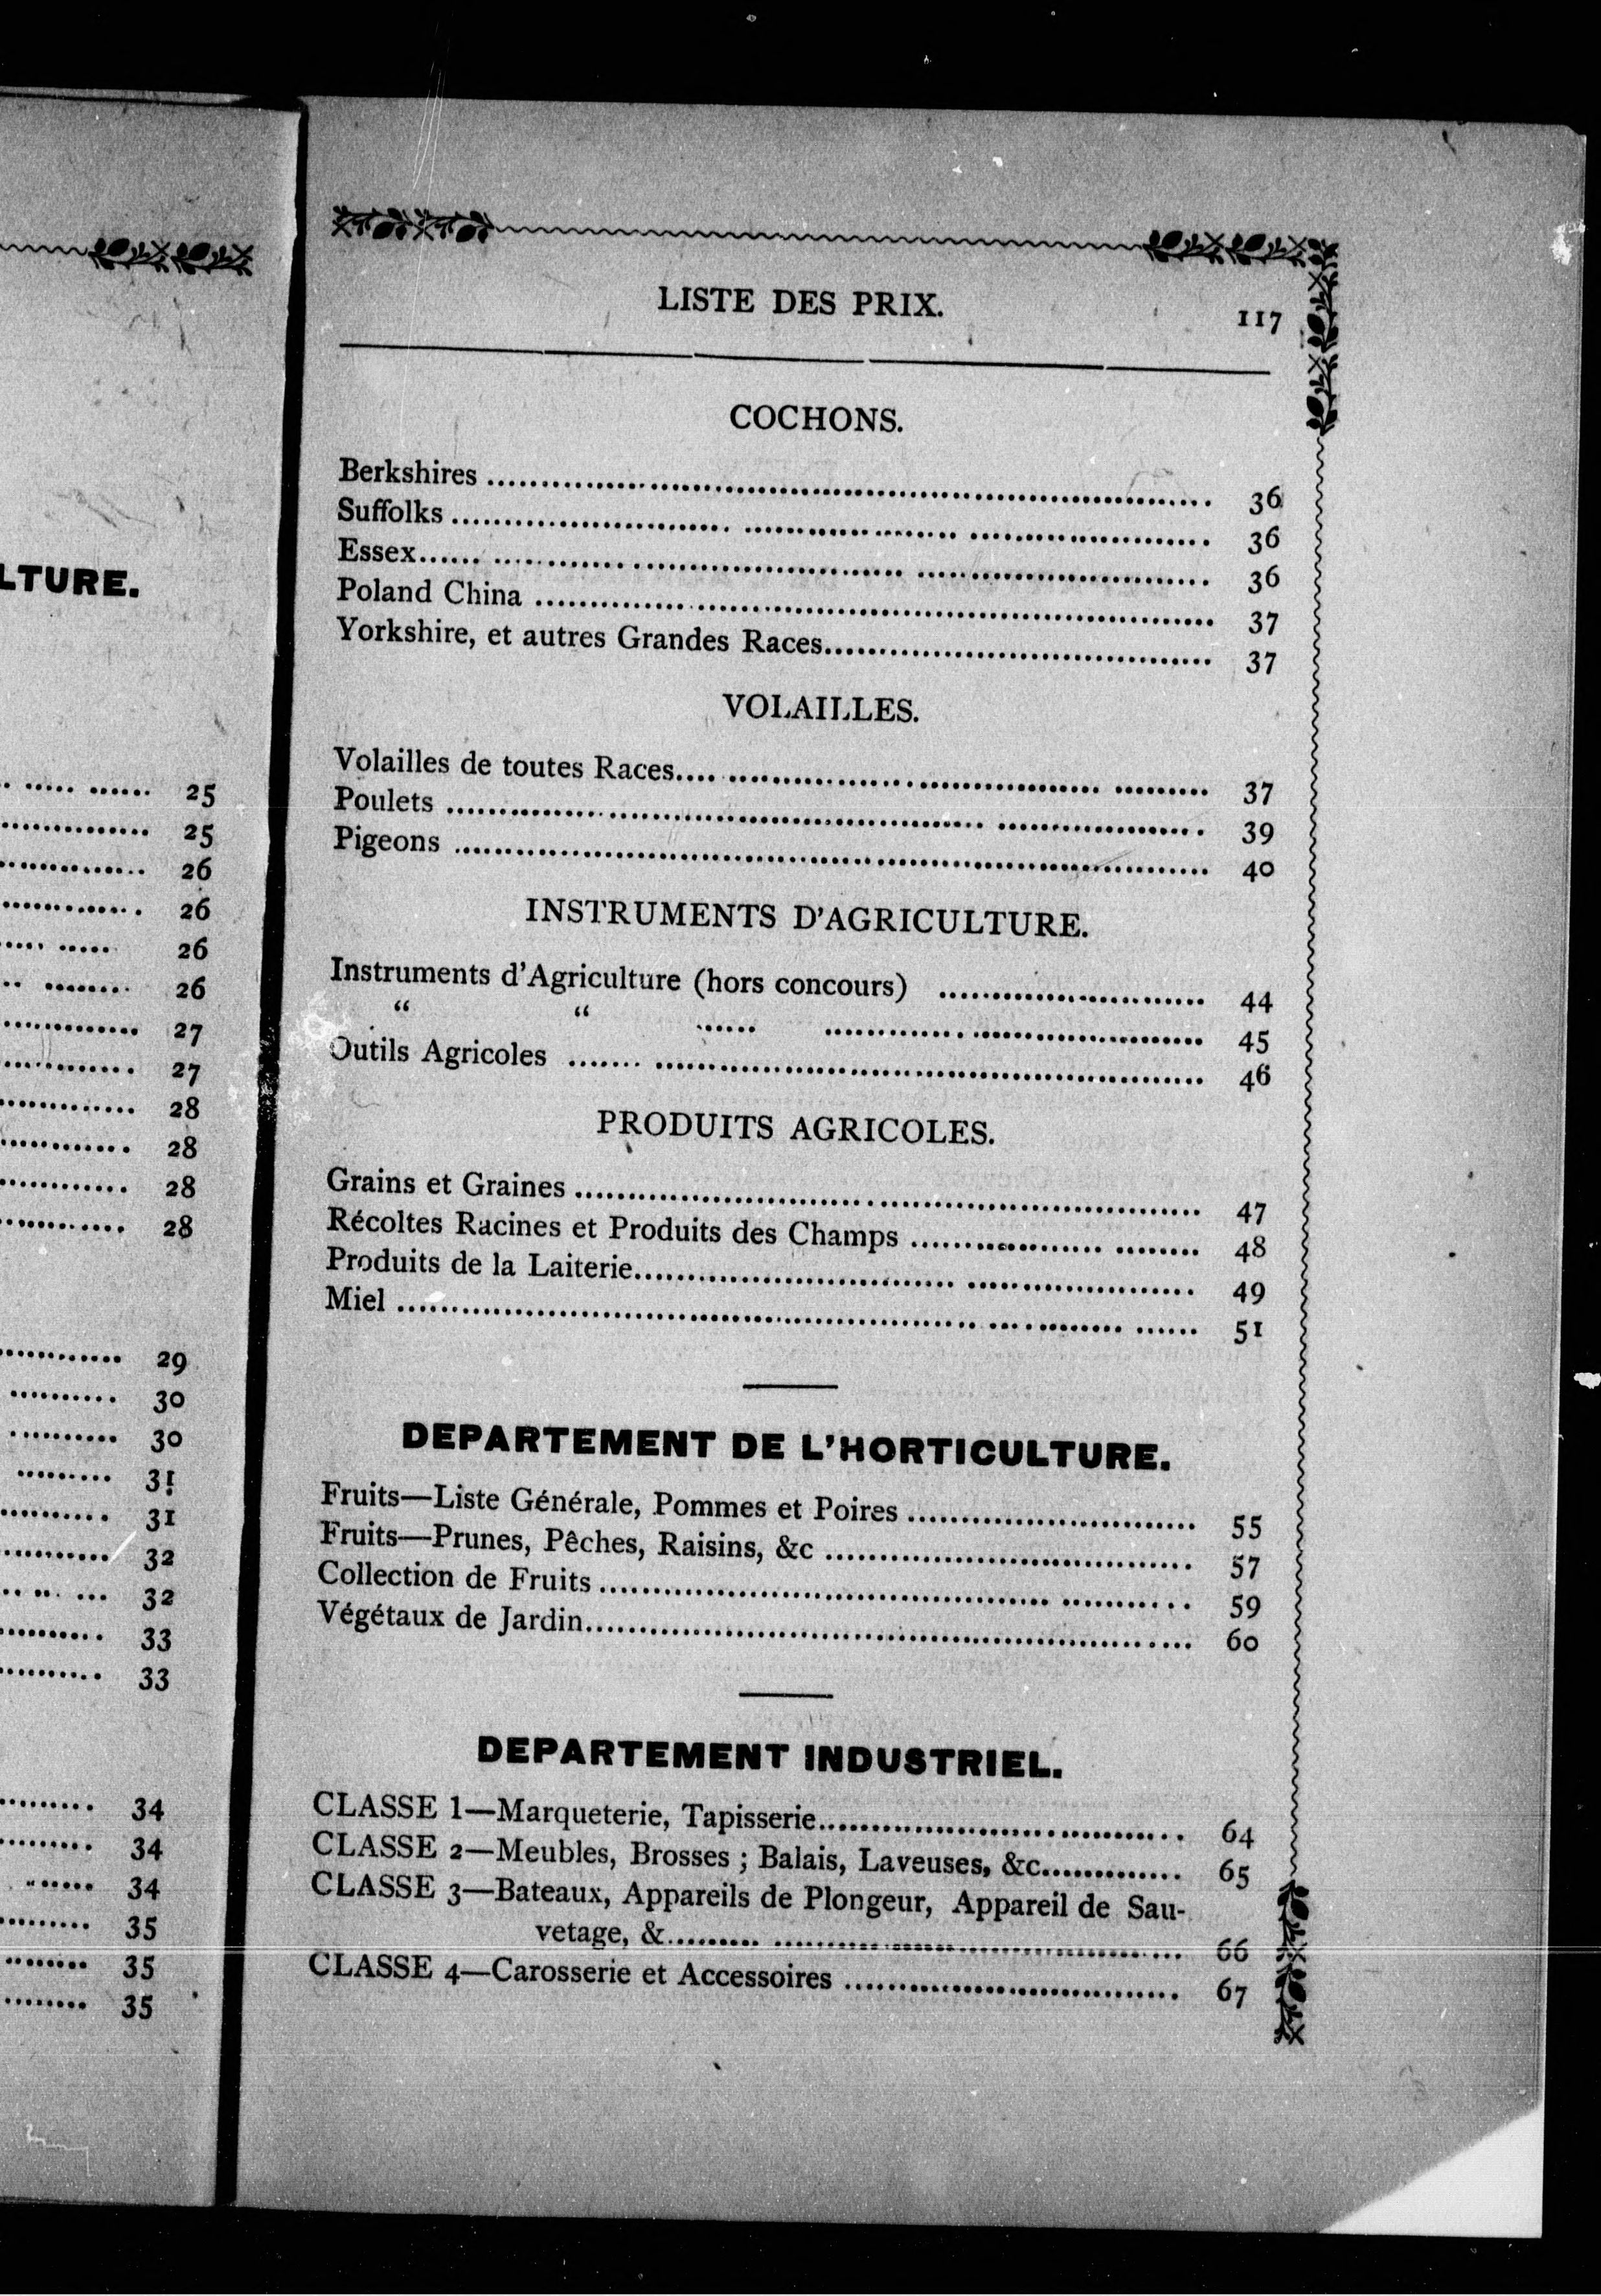 LTURE.
25
25
26
26
26
26
27
27
28
28
28
28
29
30
30
31
31
32
32
33
33
34
34
34
35
35
35
LISTE DES PRIX. 117
COCHONS.
Berkshires ........ 36
Suffolks ........ 36
Essex ........ 36
Poland China ........ 37
Yorkshire, et autres Grandes Races ........ 37
VOLAILLES.
Volailles de toutes Races ........ 37
Poulets ........ 39
Pigeons ........ 40
INSTRUMENTS D'AGRICULTURE.
Instruments d'Agriculture (hors concours) ........ 44
“ “ ........ 45
Outils Agricoles ........ 46
PRODUITS AGRICOLES.
Grains et Graines ........ 47
Récoltes Racines et Produits des Champs ........ 48
Produits de la Laiterie ........ 49
Miel ........ 51
DEPARTEMENT DE L'HORTICULTURE.
Fruits—Liste Générale, Pommes et Poires ........ 55
Fruits—Prunes, Pêches, Raisins, &c ........ 57
Collection de Fruits ........ 59
Végétaux de Jardin ........ 60
DEPARTEMENT INDUSTRIEL.
CLASSE 1—Marqueterie, Tapisserie ........ 64
CLASSE 2—Meubles, Brosses ; Balais, Laveuses, &c ........ 65
CLASSE 3—Bateaux, Appareils de Plongeur, Appareil de Sau-
vetage, & ........ 66
CLASSE 4—Carosserie et Accessoires ........ 67